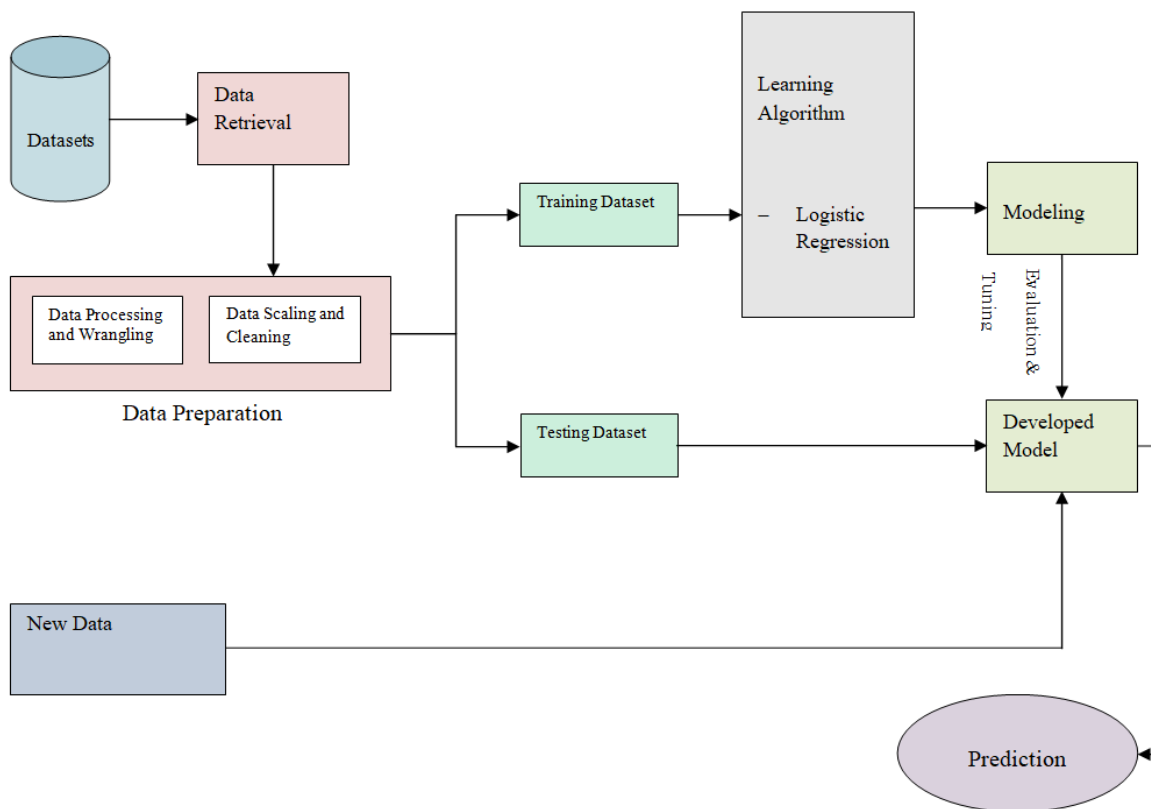 Datasets
Data
Retrieval
Data Processing
and Wrangling
Data Scaling and
Cleaning
Data Preparation
Training Dataset
Testing Dataset
Learning
Algorithm
– Logistic
Regression
Modeling
Evaluation &
Tuning
Developed
Model
New Data
Prediction